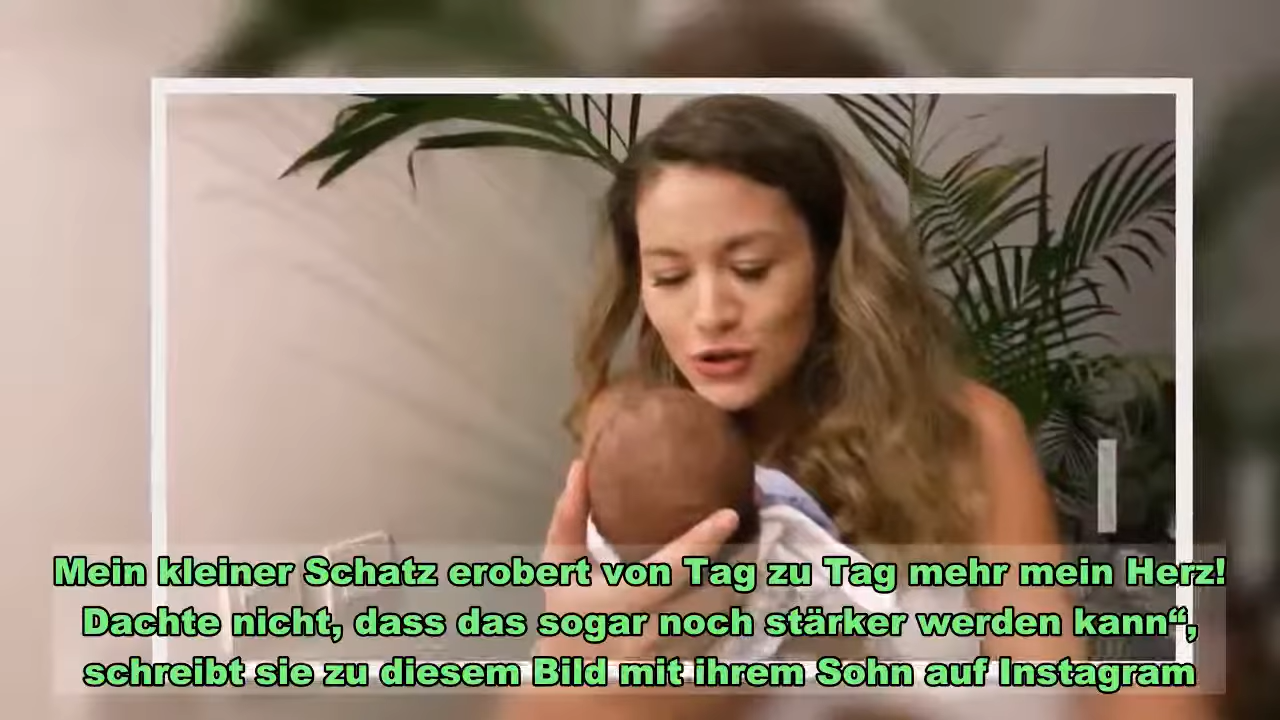 Mein kleiner Schatz erobert von Tag zu Tag mehr mein Herz!
Dachte nicht, dass das sogar noch stärker werden kann“,
schreibt sie zu diesem Bild mit ihrem Sohn auf Instagram